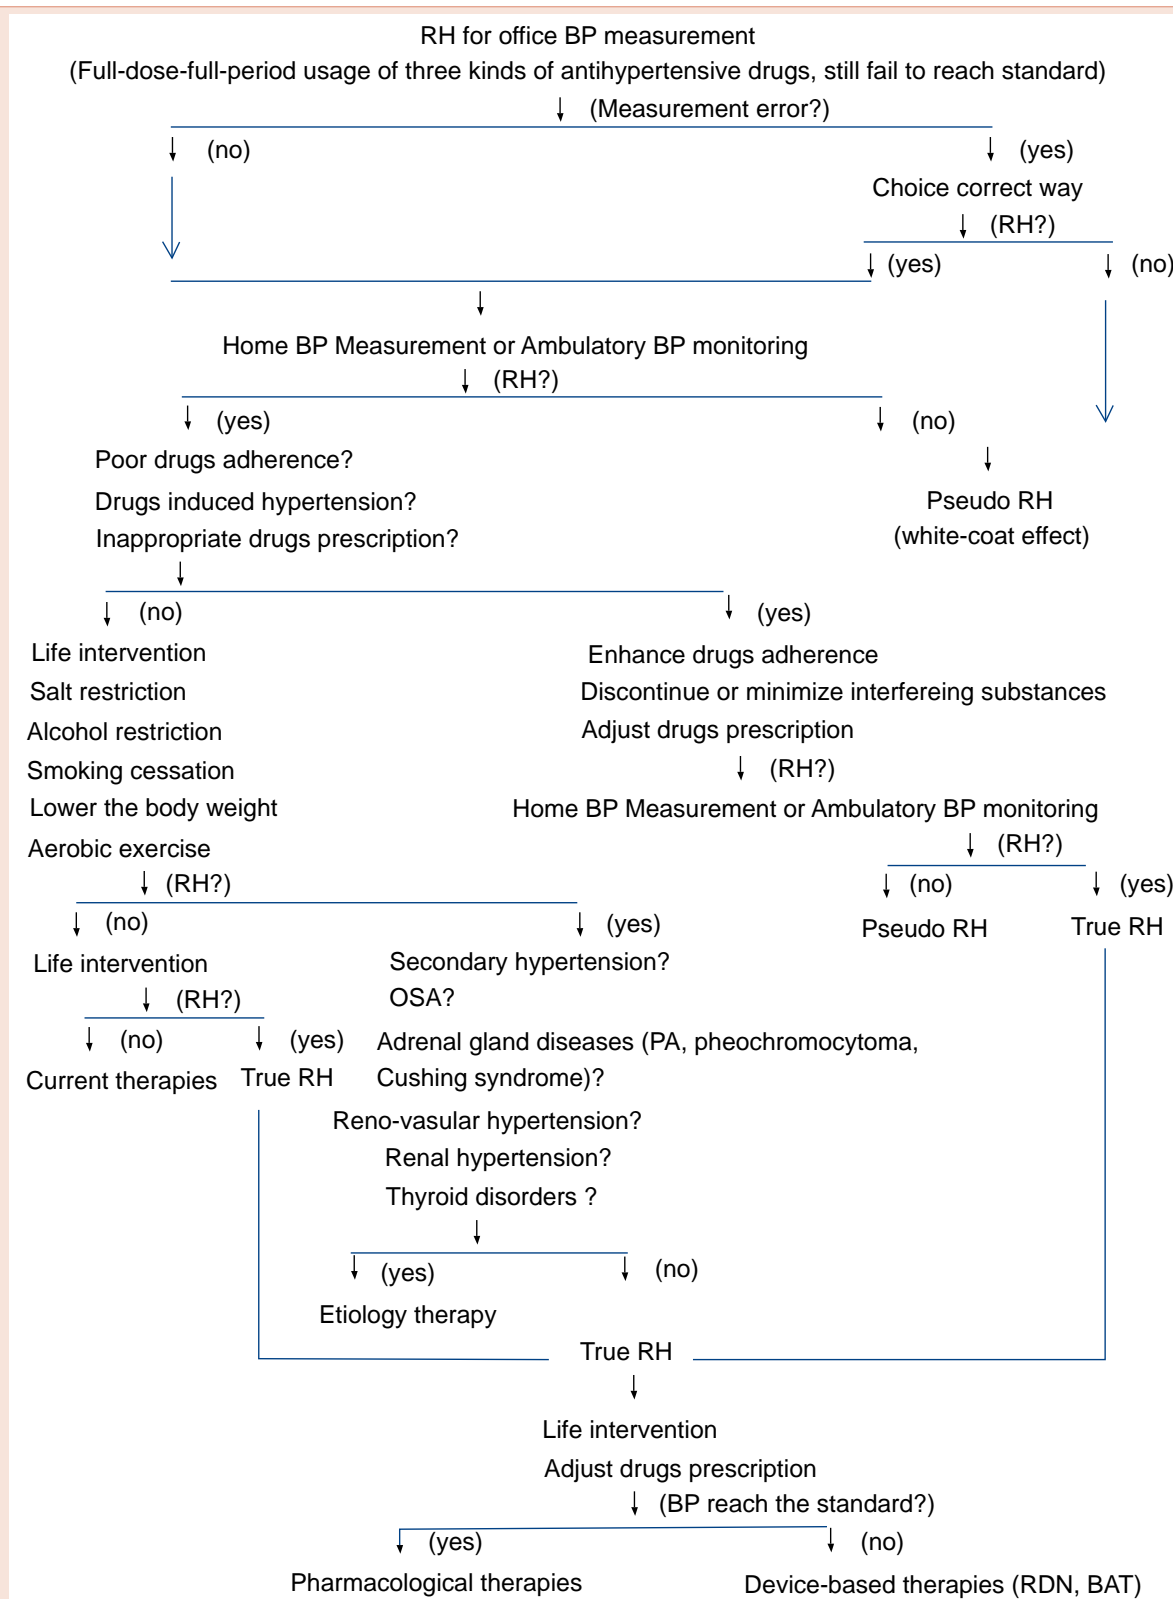 RH for office BP measurement
(Full-dose-full-period usage of three kinds of antihypertensive drugs, still fail to reach standard)
(Measurement error?)
(no)
(yes)
Choice correct way
(RH?)
(yes)
(no)
Home BP Measurement or Ambulatory BP monitoring
(RH?)
(yes)
(no)
Poor drugs adherence?
Drugs induced hypertension?
Inappropriate drugs prescription?
Pseudo RH
(white-coat effect)
(no)
(yes)
Life intervention
Salt restriction
Alcohol restriction
Smoking cessation
Lower the body weight
Aerobic exercise
Enhance drugs adherence
Discontinue or minimize interfereing substances
Adjust drugs prescription
(RH?)
Home BP Measurement or Ambulatory BP monitoring
(RH?)
(no)
(yes)
Pseudo RH
True RH
(RH?)
(no)
(yes)
Life intervention
(RH?)
(no)
(yes)
Current therapies
True RH
Secondary hypertension?
OSA?
Adrenal gland diseases (PA, pheochromocytoma,
Cushing syndrome)?
Reno-vasular hypertension?
Renal hypertension?
Thyroid disorders ?
(yes)
(no)
Etiology therapy
True RH
Life intervention
Adjust drugs prescription
(BP reach the standard?)
(yes)
(no)
Pharmacological therapies
Device-based therapies (RDN, BAT)